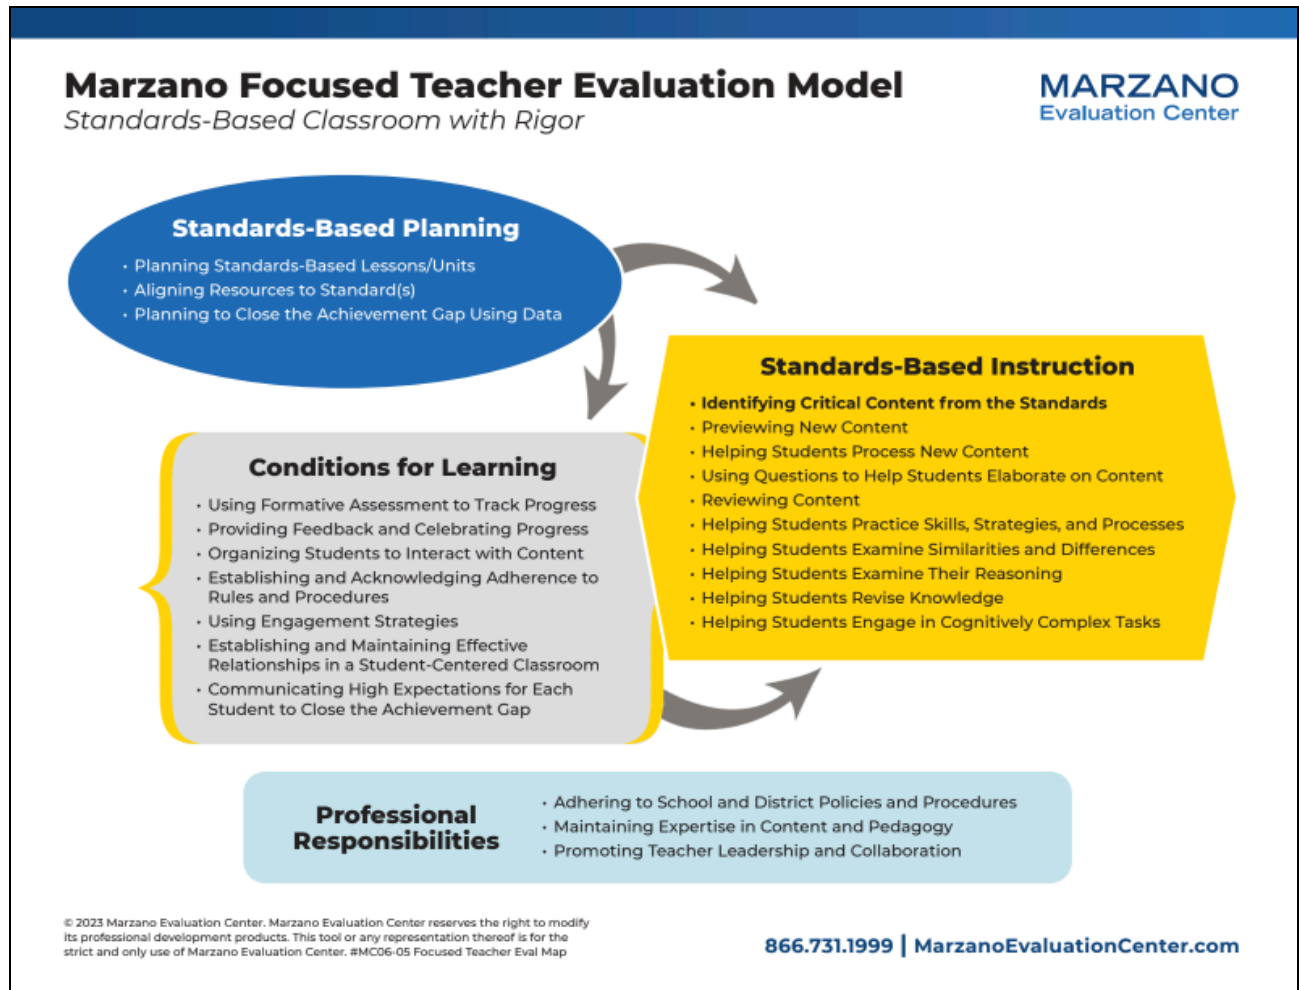 Marzano Focused Teacher Evaluation Model
Standards-Based Classroom with Rigor
MARZANO
Evaluation Center
Standards-Based Planning
• Planning Standards-Based Lessons/Units
• Aligning Resources to Standard(s)
• Planning to Close the Achievement Gap Using Data
Standards-Based Instruction
• Identifying Critical Content from the Standards
• Previewing New Content
• Helping Students Process New Content
• Using Questions to Help Students Elaborate on Content
• Reviewing Content
• Helping Students Practice Skills, Strategies, and Processes
• Helping Students Examine Similarities and Differences
• Helping Students Examine Their Reasoning
• Helping Students Revise Knowledge
• Helping Students Engage in Cognitively Complex Tasks
Conditions for Learning
• Using Formative Assessment to Track Progress
• Providing Feedback and Celebrating Progress
• Organizing Students to Interact with Content
• Establishing and Acknowledging Adherence to
Rules and Procedures
• Using Engagement Strategies
• Establishing and Maintaining Effective
Relationships in a Student-Centered Classroom
• Communicating High Expectations for Each
Student to Close the Achievement Gap
Professional
Responsibilities
• Adhering to School and District Policies and Procedures
• Maintaining Expertise in Content and Pedagogy
• Promoting Teacher Leadership and Collaboration
© 2023 Marzano Evaluation Center. Marzano Evaluation Center reserves the right to modify
its professional development products. This tool or any representation thereof is for the
strict and only use of Marzano Evaluation Center. #MC06-05 Focused Teacher Eval Map
866.731.1999 | MarzanoEvaluationCenter.com